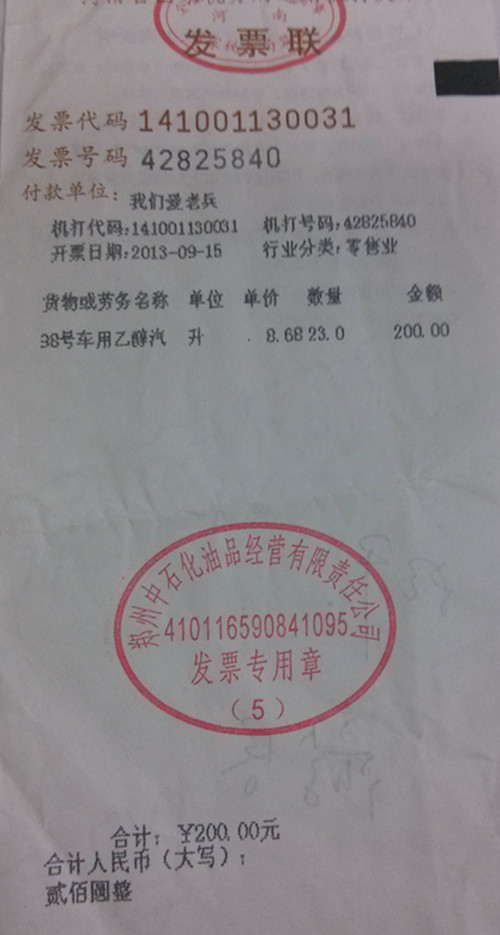 河 南
发票联
发票代码 141001130031
发票号码 42825840
付款单位：我们爱老兵
机打代码：141001130031 机打号码：42825840
开票日期：2013-09-15 行业分类：零售业
货物或劳务名称 单位 单价 数量 金额
98号车用乙醇汽 升 8.68 23.0 200.00
郑州中石化油品经营有限责任公司
410116590841095
发票专用章
（5）
合计：¥200.00元
合计人民币（大写）：
贰佰圆整